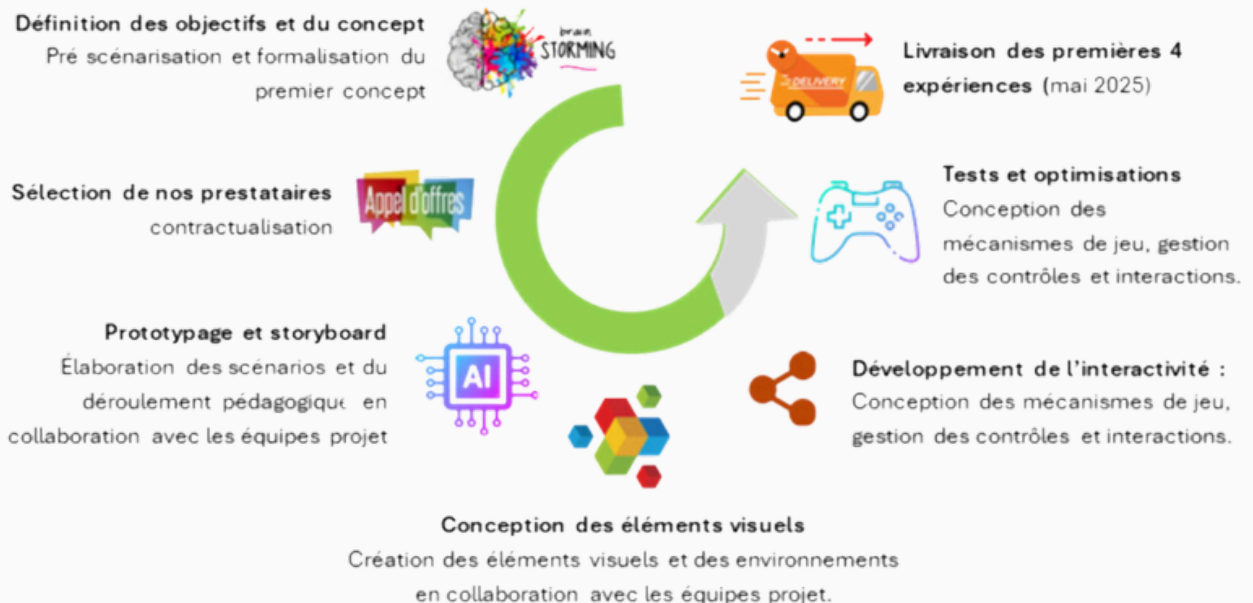 Définition des objectifs et du concept
Pré scénarisation et formalisation du
premier concept
brain
STORMING
Sélection de nos prestataires
contractualisation
Appel d'offres
Prototypage et storyboard
Élaboration des scénarios et du
déroulement pédagogique en
collaboration avec les équipes projet
AI
Conception des éléments visuels
Création des éléments visuels et des environnements
en collaboration avec les équipes projet.
Développement de l'interactivité :
Conception des mécanismes de jeu,
gestion des contrôles et interactions.
Tests et optimisations
Conception des
mécanismes de jeu, gestion
des contrôles et interactions.
DELIVERY
Livraison des premières 4
expériences (mai 2025)